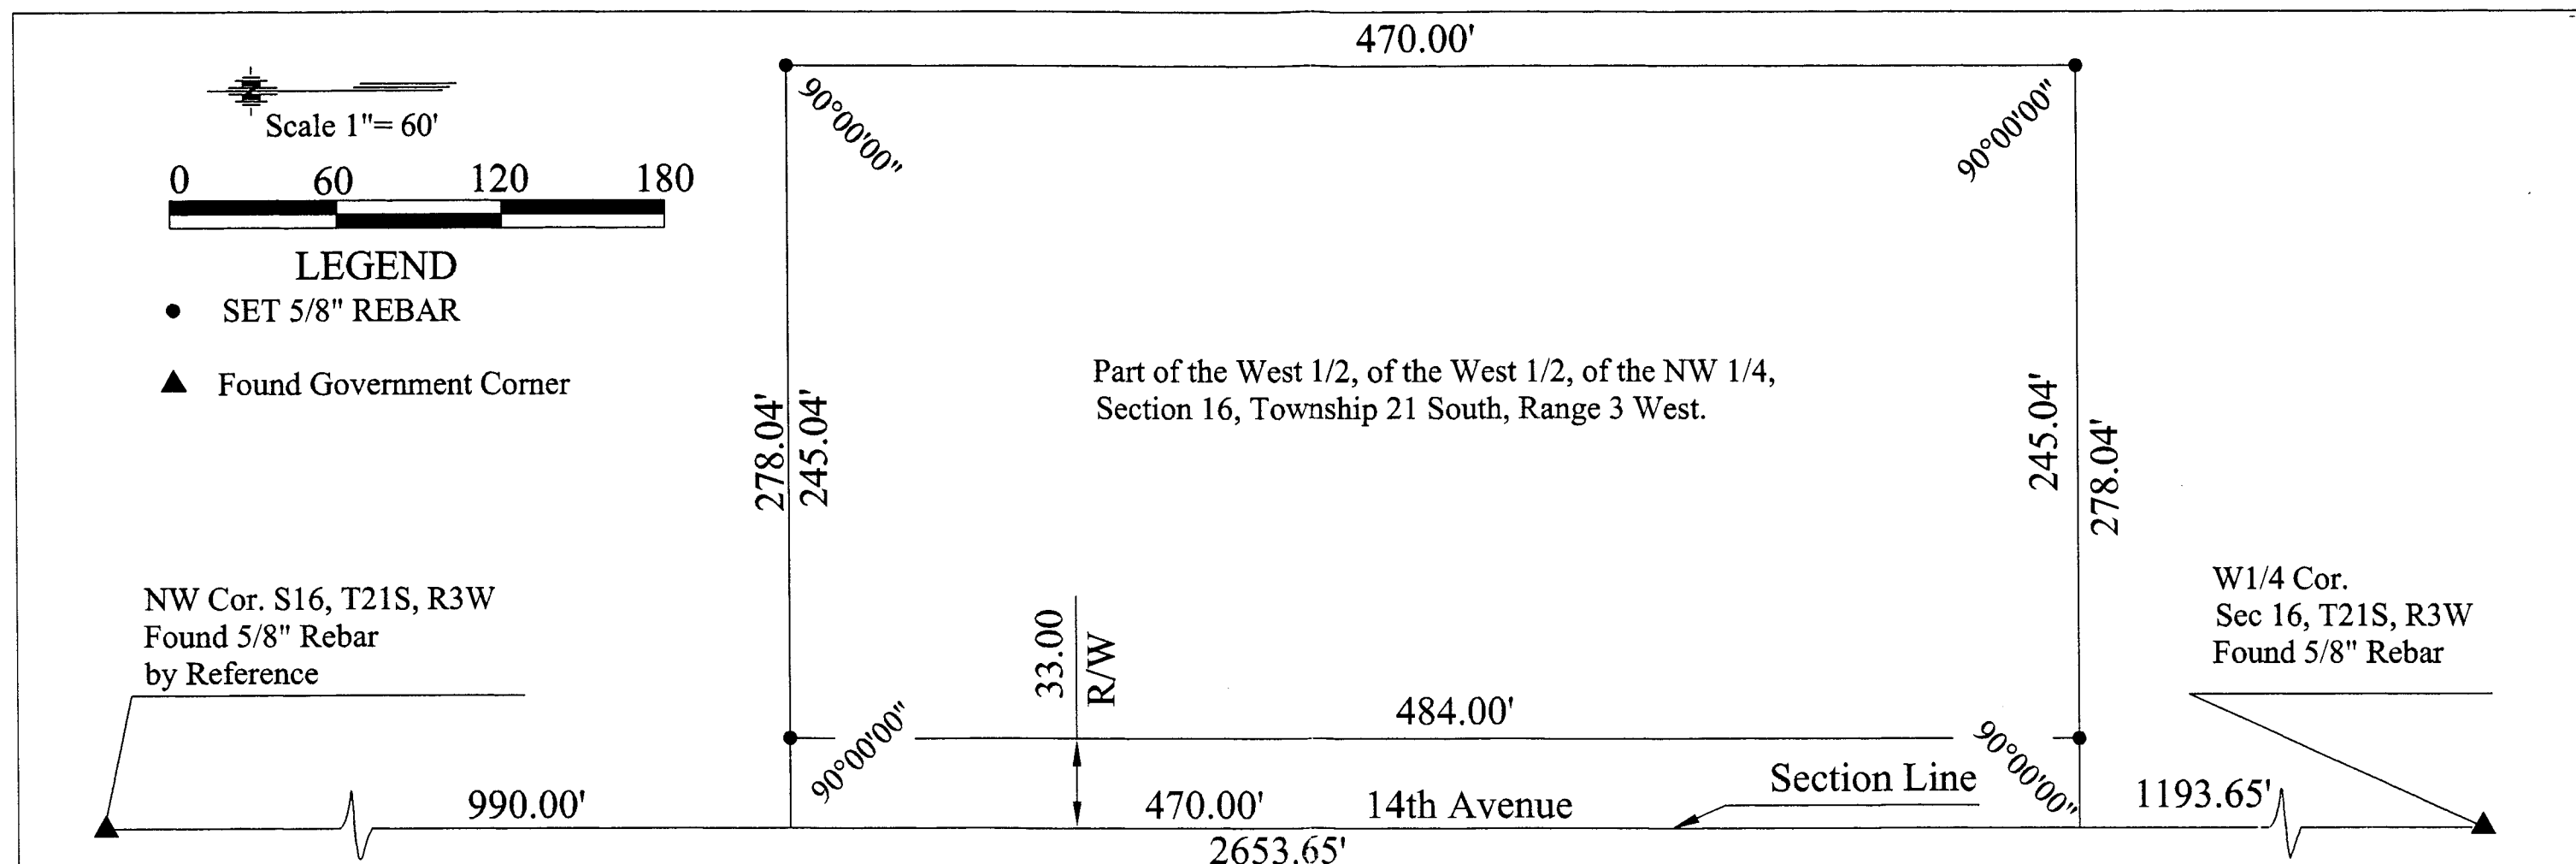 470.00'
90°00'00"
90°00'00"
N
Scale 1"= 60'
0 60 120 180
LEGEND
SET 5/8" REBAR
Found Government Corner
Part of the West 1/2, of the West 1/2, of the NW 1/4,
Section 16, Township 21 South, Range 3 West.
278.04'
245.04'
245.04'
278.04'
NW Cor. S16, T21S, R3W
Found 5/8" Rebar
by Reference
W1/4 Cor.
Sec 16, T21S, R3W
Found 5/8" Rebar
33.00
R/W
484.00'
90°00'00"
90°00'00"
Section Line
990.00'
470.00'
14th Avenue
1193.65'
2653.65'